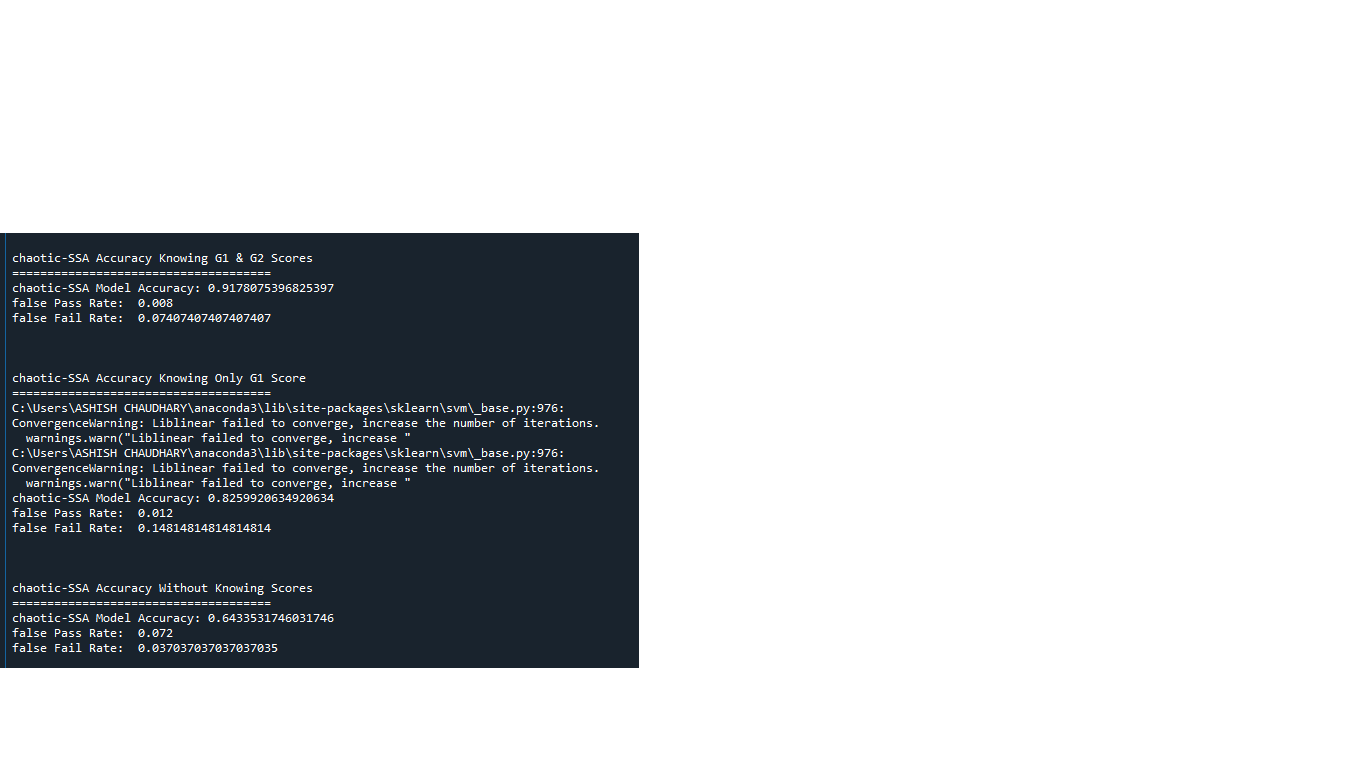 chaotic-SSA Accuracy Knowing G1 & G2 Scores
=====================================
chaotic-SSA Model Accuracy: 0.9178075396825397
false Pass Rate:  0.008
false Fail Rate:  0.07407407407407407
chaotic-SSA Accuracy Knowing Only G1 Score
=====================================
C:\Users\ASHISH CHAUDHARY\anaconda3\lib\site-packages\sklearn\svm\_base.py:976:
ConvergenceWarning: Liblinear failed to converge, increase the number of iterations.
  warnings.warn("Liblinear failed to converge, increase "
C:\Users\ASHISH CHAUDHARY\anaconda3\lib\site-packages\sklearn\svm\_base.py:976:
ConvergenceWarning: Liblinear failed to converge, increase the number of iterations.
  warnings.warn("Liblinear failed to converge, increase "
chaotic-SSA Model Accuracy: 0.8259920634920634
false Pass Rate:  0.012
false Fail Rate:  0.14814814814814814
chaotic-SSA Accuracy Without Knowing Scores
=====================================
chaotic-SSA Model Accuracy: 0.6433531746031746
false Pass Rate:  0.072
false Fail Rate:  0.037037037037037035